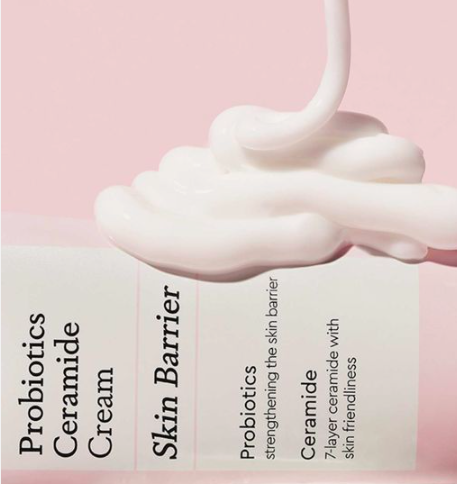 Probiotics
Ceramide
Cream
Skin Barrier
Probiotics
strengthening the skin barrier
Ceramide
7-layer ceramide with
skin friendliness